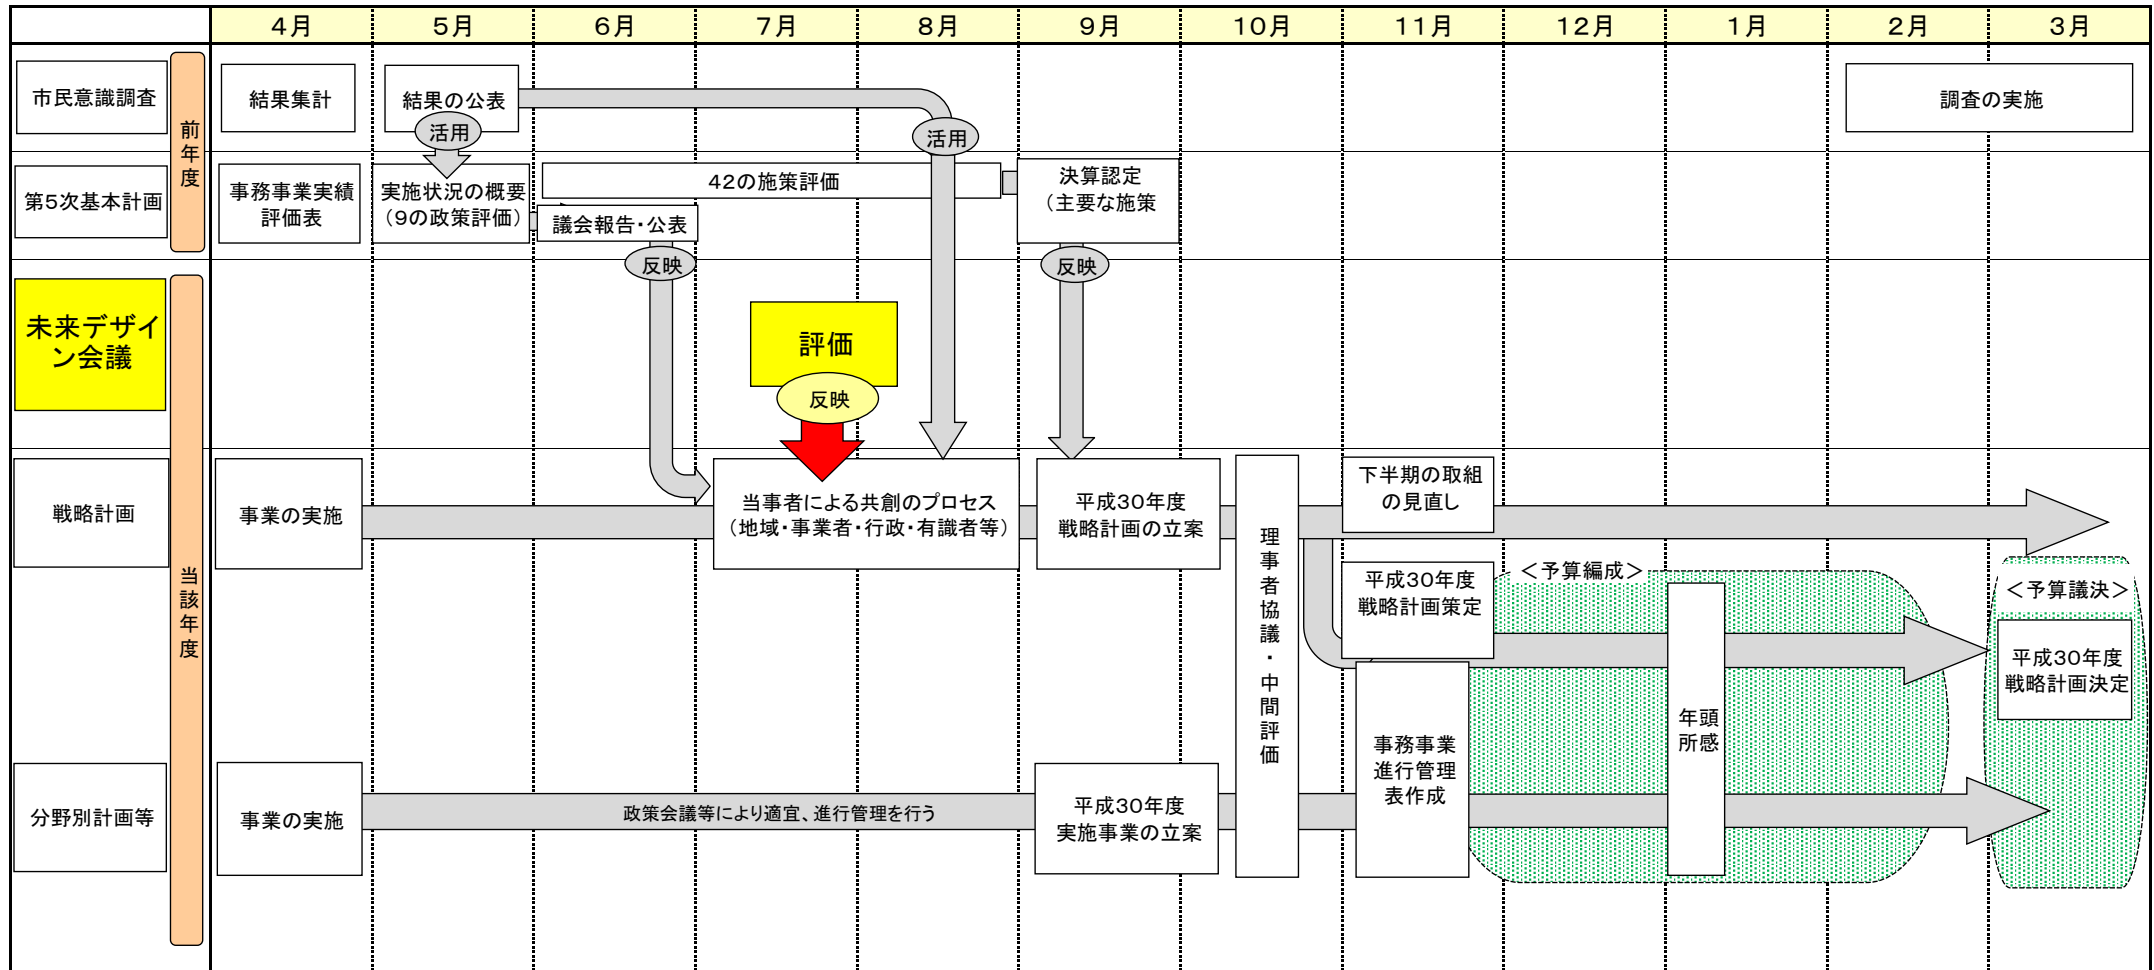 4月 5月 6月 7月 8月 9月 10月 11月 12月 1月 2月 3月
市民意識調査
前年度
結果集計
結果の公表
活用
活用
調査の実施
第5次基本計画
事務事業実績
評価表
実施状況の概要
（9の政策評価）
42の施策評価
議会報告・公表
決算認定
（主要な施策
反映
反映
未来デザイ
ン会議
当該年度
評価
反映
戦略計画
事業の実施
当事者による共創のプロセス
（地域・事業者・行政・有識者等）
平成30年度
戦略計画の立案
理事者協議・中間評価
下半期の取組
の見直し
平成30年度
戦略計画策定
＜予算編成＞
＜予算議決＞
平成30年度
戦略計画決定
年頭
所感
事務事業
進行管理
表作成
分野別計画等
事業の実施
政策会議等により適宜、進行管理を行う
平成30年度
実施事業の立案